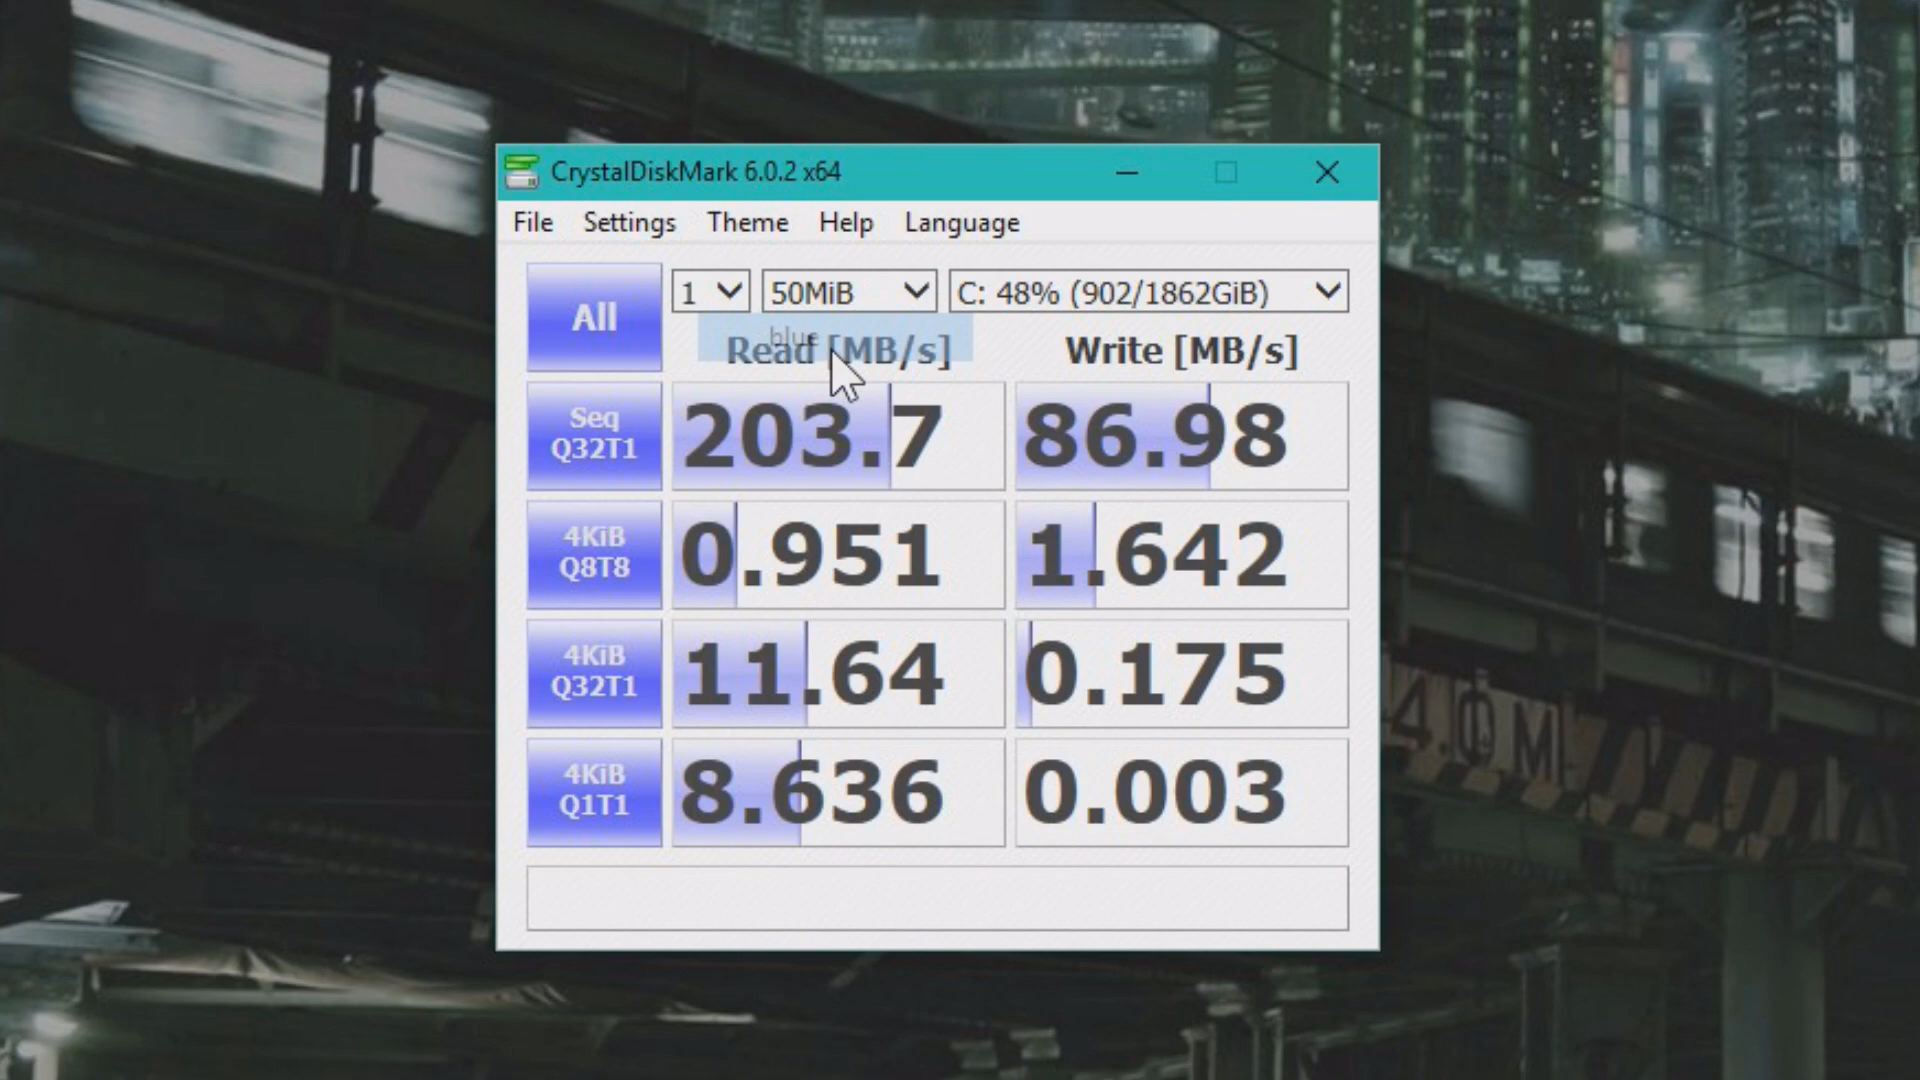 CrystalDiskMark 6.0.2 x64
File Settings Theme Help Language
All
1 50MiB C: 48% (902/1862GiB)
blue
Read [MB/s] Write [MB/s]
Seq
Q32T1
203.7 86.98
4KiB
Q8T8
0.951 1.642
4KiB
Q32T1
11.64 0.175
4KiB
Q1T1
8.636 0.003
4.0M